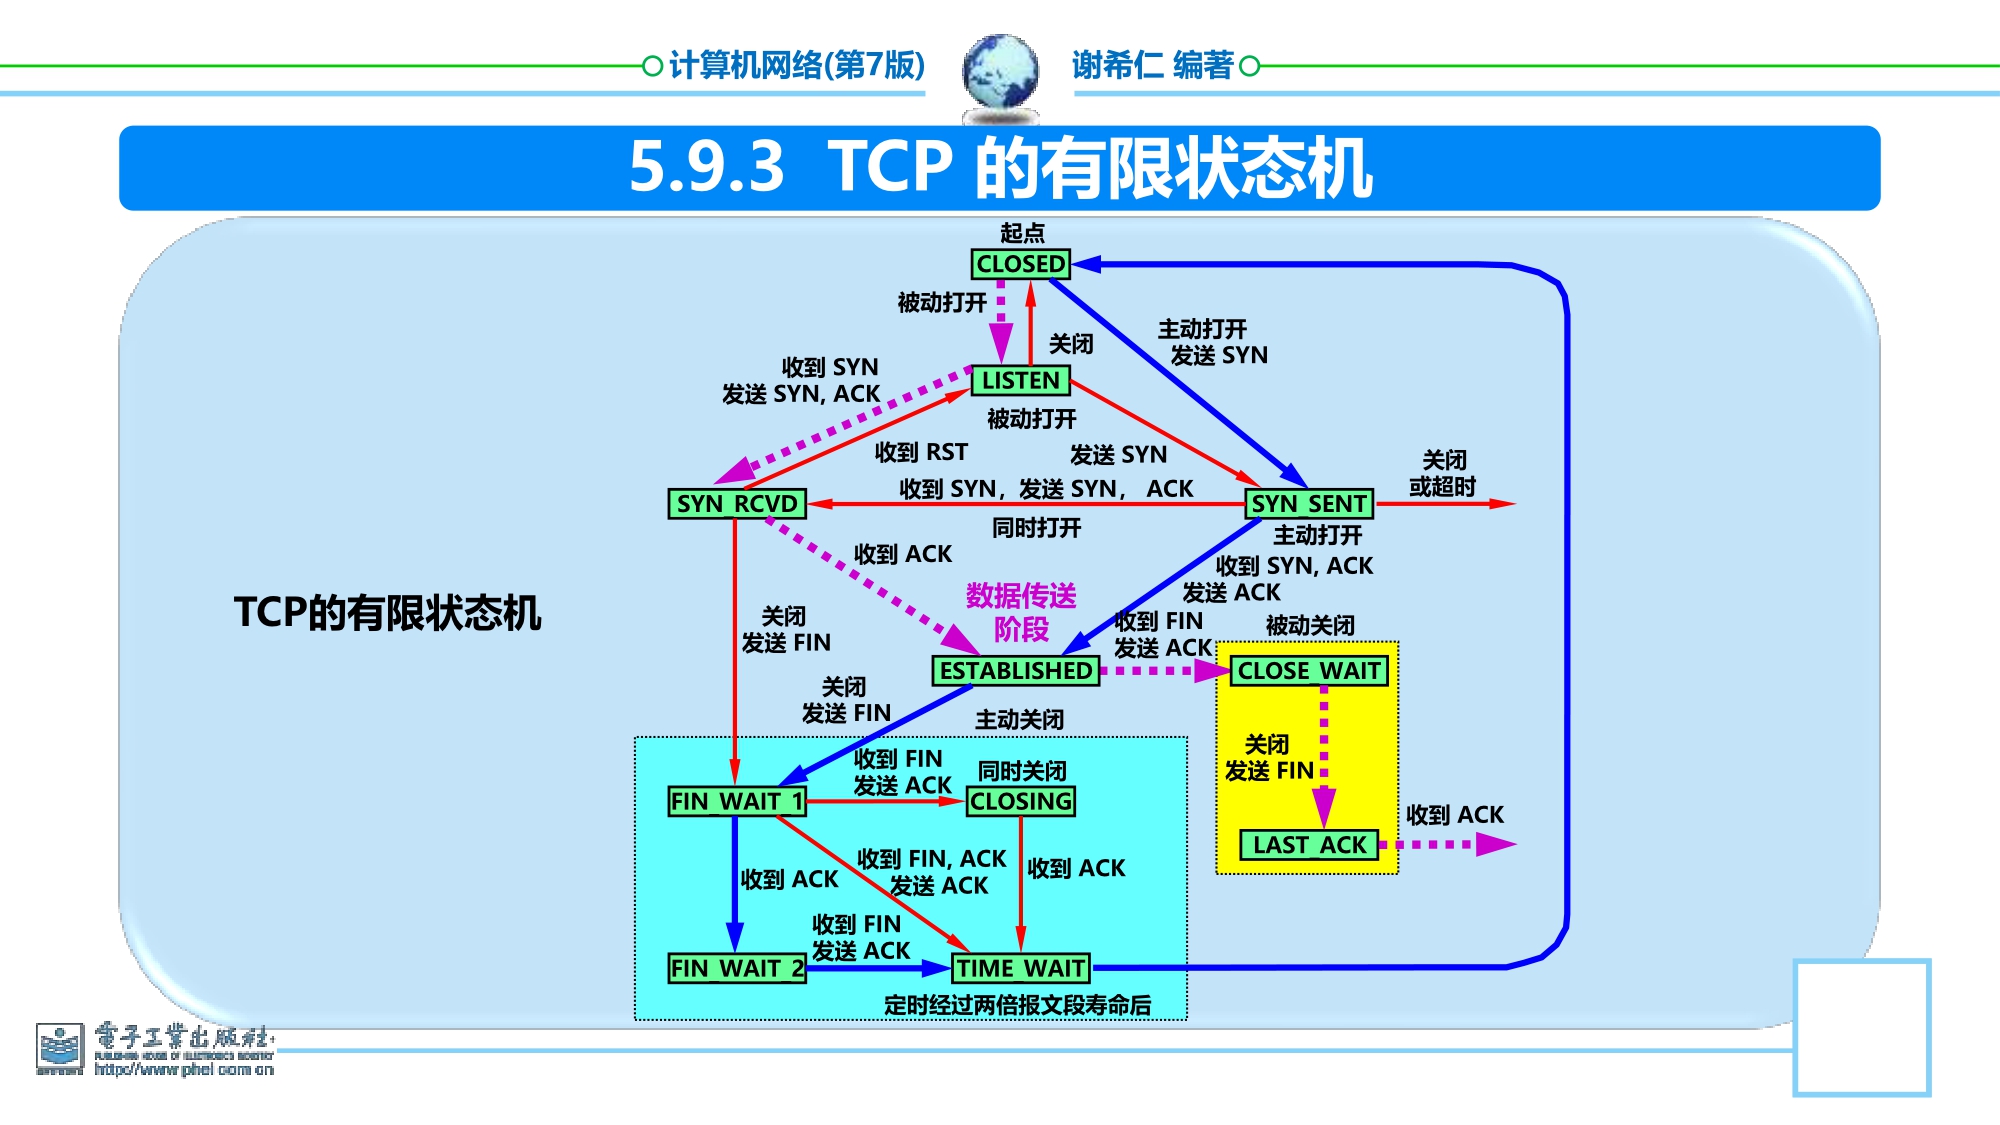 计算机网络(第7版)
谢希仁 编著
5.9.3 TCP 的有限状态机
起点
CLOSED
被动打开
关闭
主动打开
发送 SYN
收到 SYN
发送 SYN, ACK
LISTEN
被动打开
收到 RST
发送 SYN
关闭
或超时
收到 SYN，发送 SYN， ACK
SYN_RCVD
SYN_SENT
同时打开
主动打开
收到 ACK
收到 SYN, ACK
发送 ACK
数据传送
阶段
TCP的有限状态机
关闭
发送 FIN
收到 FIN
发送 ACK
被动关闭
ESTABLISHED
CLOSE_WAIT
关闭
发送 FIN
主动关闭
关闭
发送 FIN
收到 FIN
发送 ACK
同时关闭
FIN_WAIT_1
CLOSING
收到 ACK
LAST_ACK
收到 ACK
收到 FIN, ACK
发送 ACK
收到 ACK
收到 FIN
发送 ACK
FIN_WAIT_2
TIME_WAIT
定时经过两倍报文段寿命后
電子工業出版社
PUBLISHING HOUSE OF ELECTRONICS INDUSTRY
http://www.phei.com.cn